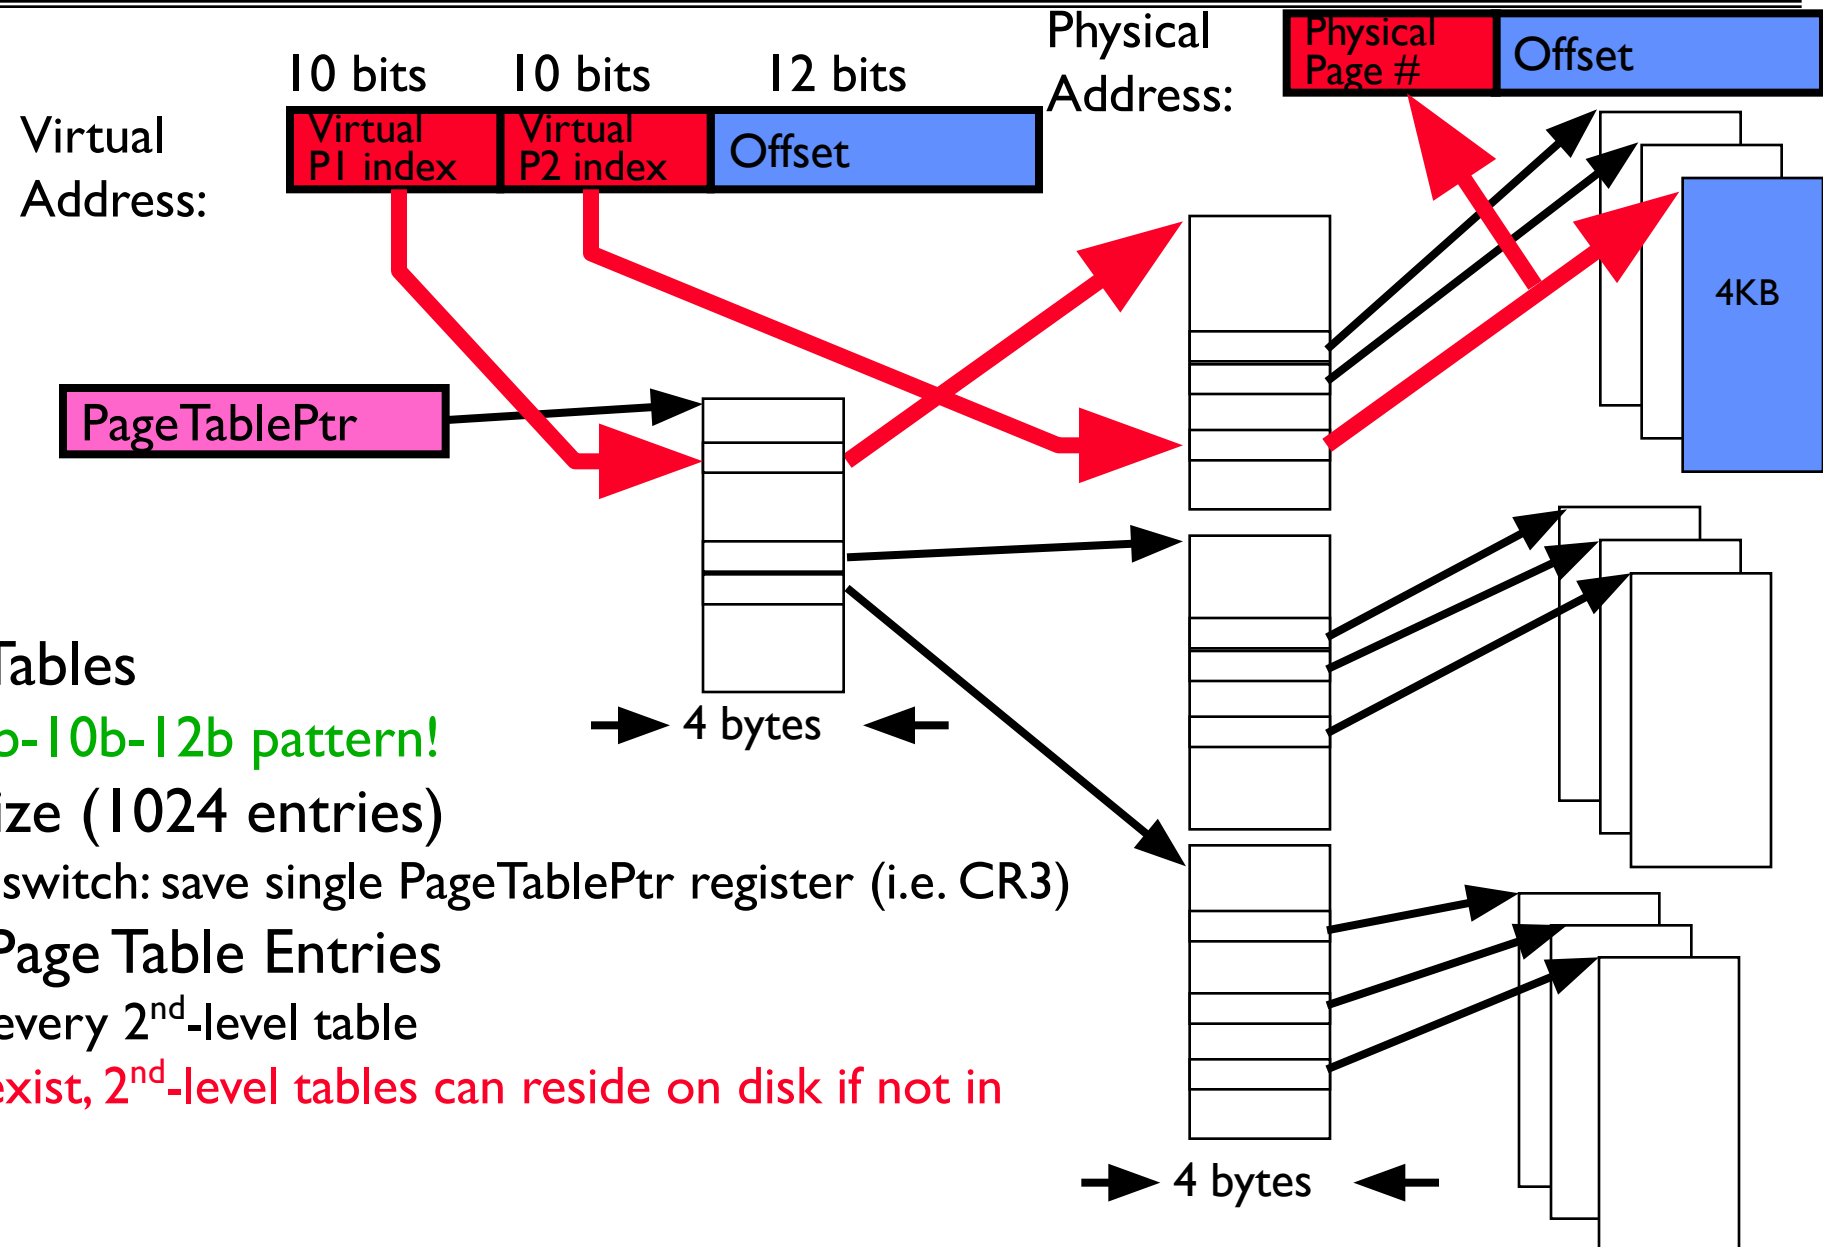 Physical
Address:
Physical
Page #
Offset
10 bits
10 bits
12 bits
Virtual
Address:
Virtual
P1 index
Virtual
P2 index
Offset
4KB
PageTablePtr
Tables
b-10b-12b pattern!
4 bytes
ize (1024 entries)
switch: save single PageTablePtr register (i.e. CR3)
Page Table Entries
every 2nd-level table
exist, 2nd-level tables can reside on disk if not in
4 bytes